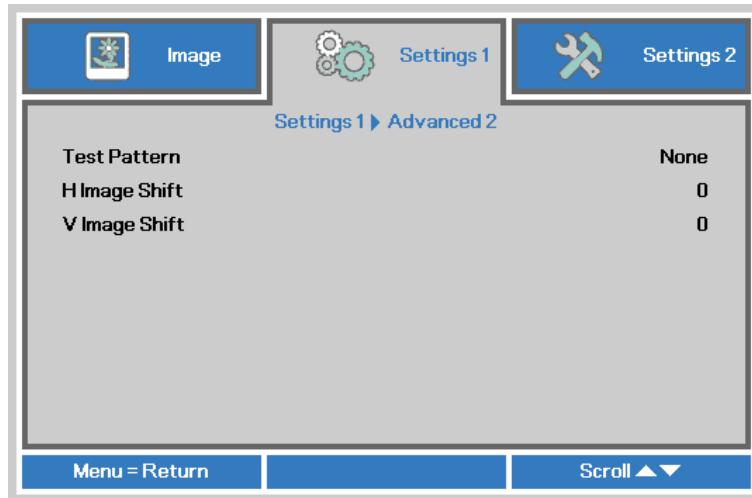 Image
Settings 1
Settings 2
Settings 1 ▶ Advanced 2
Test Pattern None
H Image Shift 0
V Image Shift 0
Menu = Return
Scroll ▲▼